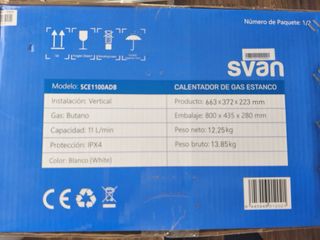 Número de Paquete: 1/2
svan
Modelo: SCE1100ADB
CALENTADOR DE GAS ESTANCO
Instalación: Vertical
Producto: 663 x 372 x 223 mm
Gas: Butano
Embalaje: 800 x 435 x 280 mm
Capacidad: 11 L/min
Peso neto: 12,25kg
Protección: IPX4
Peso bruto: 13.85kg
Color: Blanco (White)
CE